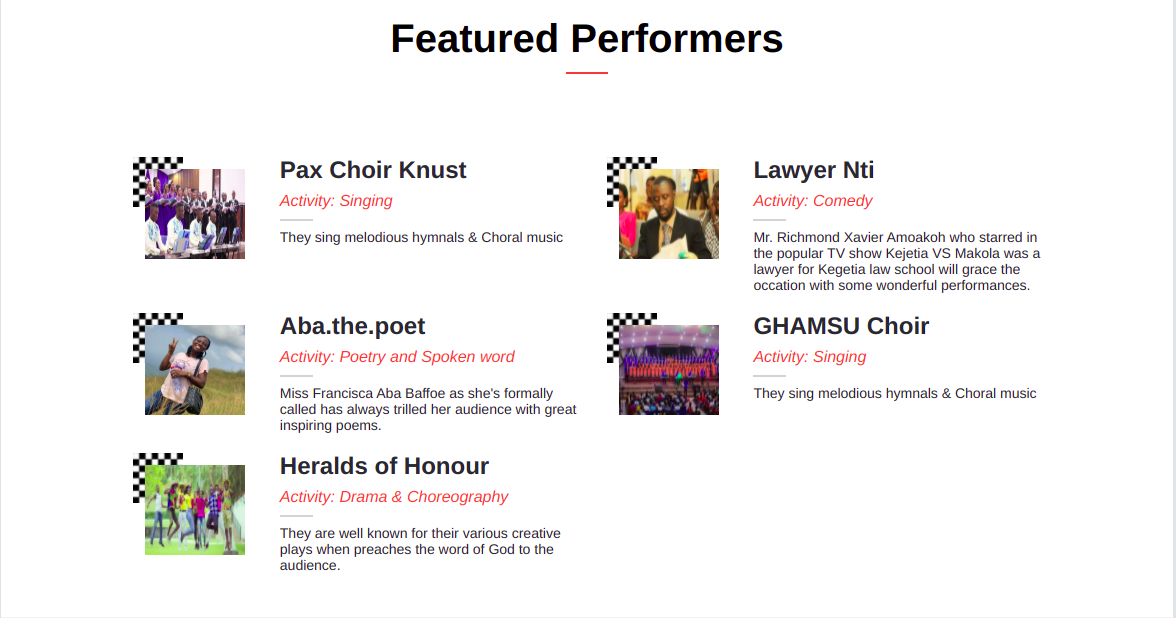 Featured Performers
Pax Choir Knust
Activity: Singing
They sing melodious hymnals & Choral music
Lawyer Nti
Activity: Comedy
Mr. Richmond Xavier Amoakoh who starred in
the popular TV show Kejetia VS Makola was a
lawyer for Kegetia law school will grace the
occation with some wonderful performances.
Aba.the.poet
Activity: Poetry and Spoken word
Miss Francisca Aba Baffoe as she's formally
called has always trilled her audience with great
inspiring poems.
GHAMSU Choir
Activity: Singing
They sing melodious hymnals & Choral music
Heralds of Honour
Activity: Drama & Choreography
They are well known for their various creative
plays when preaches the word of God to the
audience.